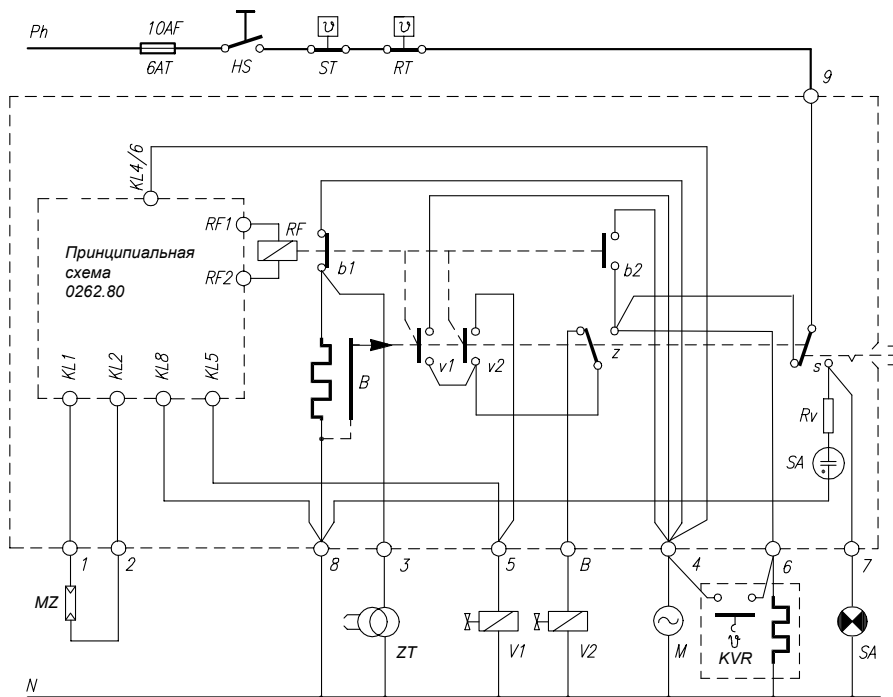 Ph
10AF
6AT
HS
ϑ
ST
ϑ
RT
9
KL4/6
RF1
RF
RF2
Принципиальная
схема
0262.80
b1
b2
KL1
KL2
KL8
KL5
B
v1
v2
z
s
Rv
SA
1
2
8
3
5
B
4
6
7
MZ
ZT
V1
V2
M
ϑ
KVR
SA
N